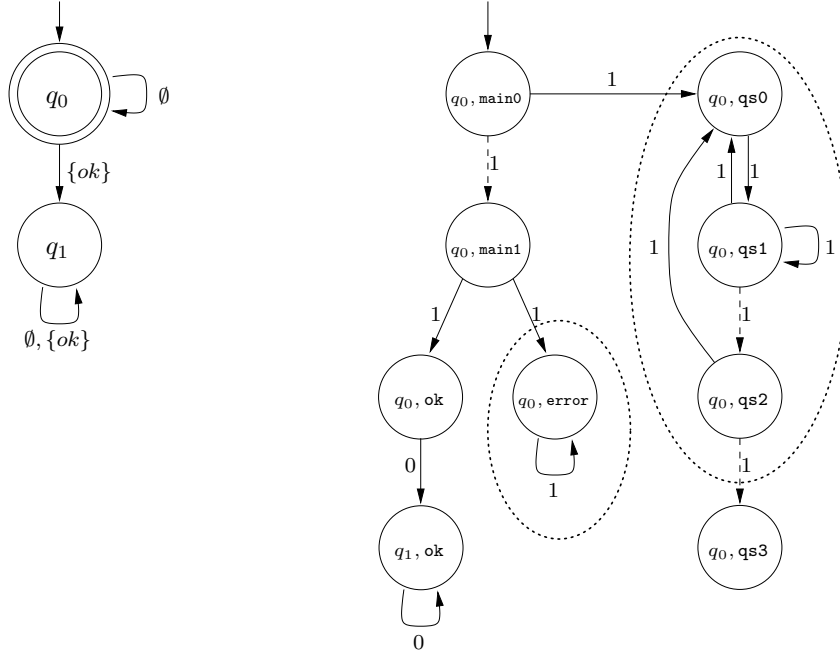 q0
∅
{ok}
q1
∅, {ok}
q0, main0
1
q0, qs0
1
1
1
q0, main1
1
q0, qs1
1
1
1
1
q0, ok
q0, error
q0, qs2
0
1
1
q1, ok
q0, qs3
0